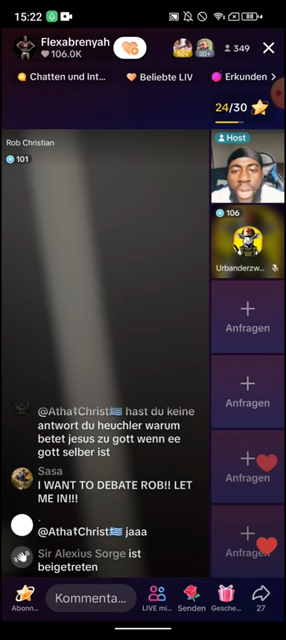 15:22
88
Flexabrenyah
106.0K
349
Chatten und Int...
Beliebte LIV
Erkunden
24/30
Rob Christian
101
Host
106
Urbanderzw...
Anfragen
Anfragen
Anfragen
Anfragen
@Atha☦Christ🇬🇷 hast du keine
antwort du heuchler warum
betet jesus zu gott wenn ee
gott selber ist
Sasa
I WANT TO DEBATE ROB!! LET
ME IN!!!
.
@Atha☦Christ🇬🇷 jaaa
Sir Alexius Sorge ist
beigetreten
Abonn...
Kommenta...
LIVE mi...
Senden
Gesche...
27